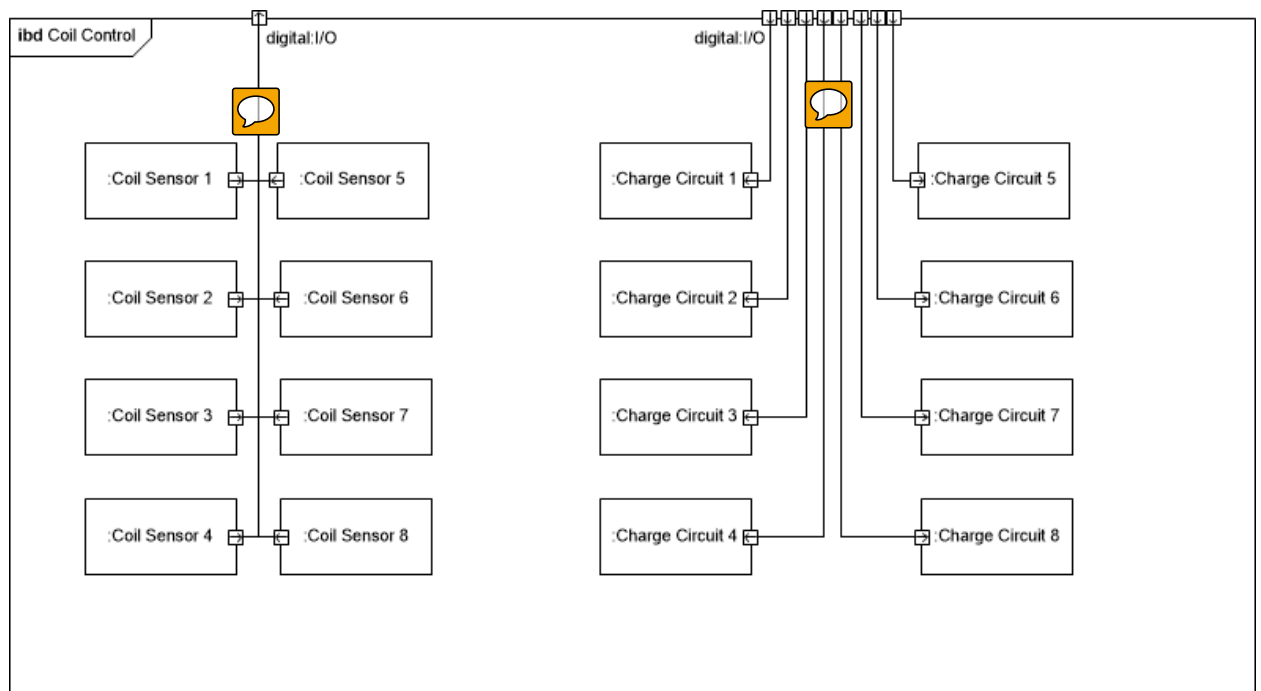 ibd Coil Control
digital:I/O
digital:I/O
:Coil Sensor 1
:Coil Sensor 5
:Charge Circuit 1
:Charge Circuit 5
:Coil Sensor 2
:Coil Sensor 6
:Charge Circuit 2
:Charge Circuit 6
:Coil Sensor 3
:Coil Sensor 7
:Charge Circuit 3
:Charge Circuit 7
:Coil Sensor 4
:Coil Sensor 8
:Charge Circuit 4
:Charge Circuit 8